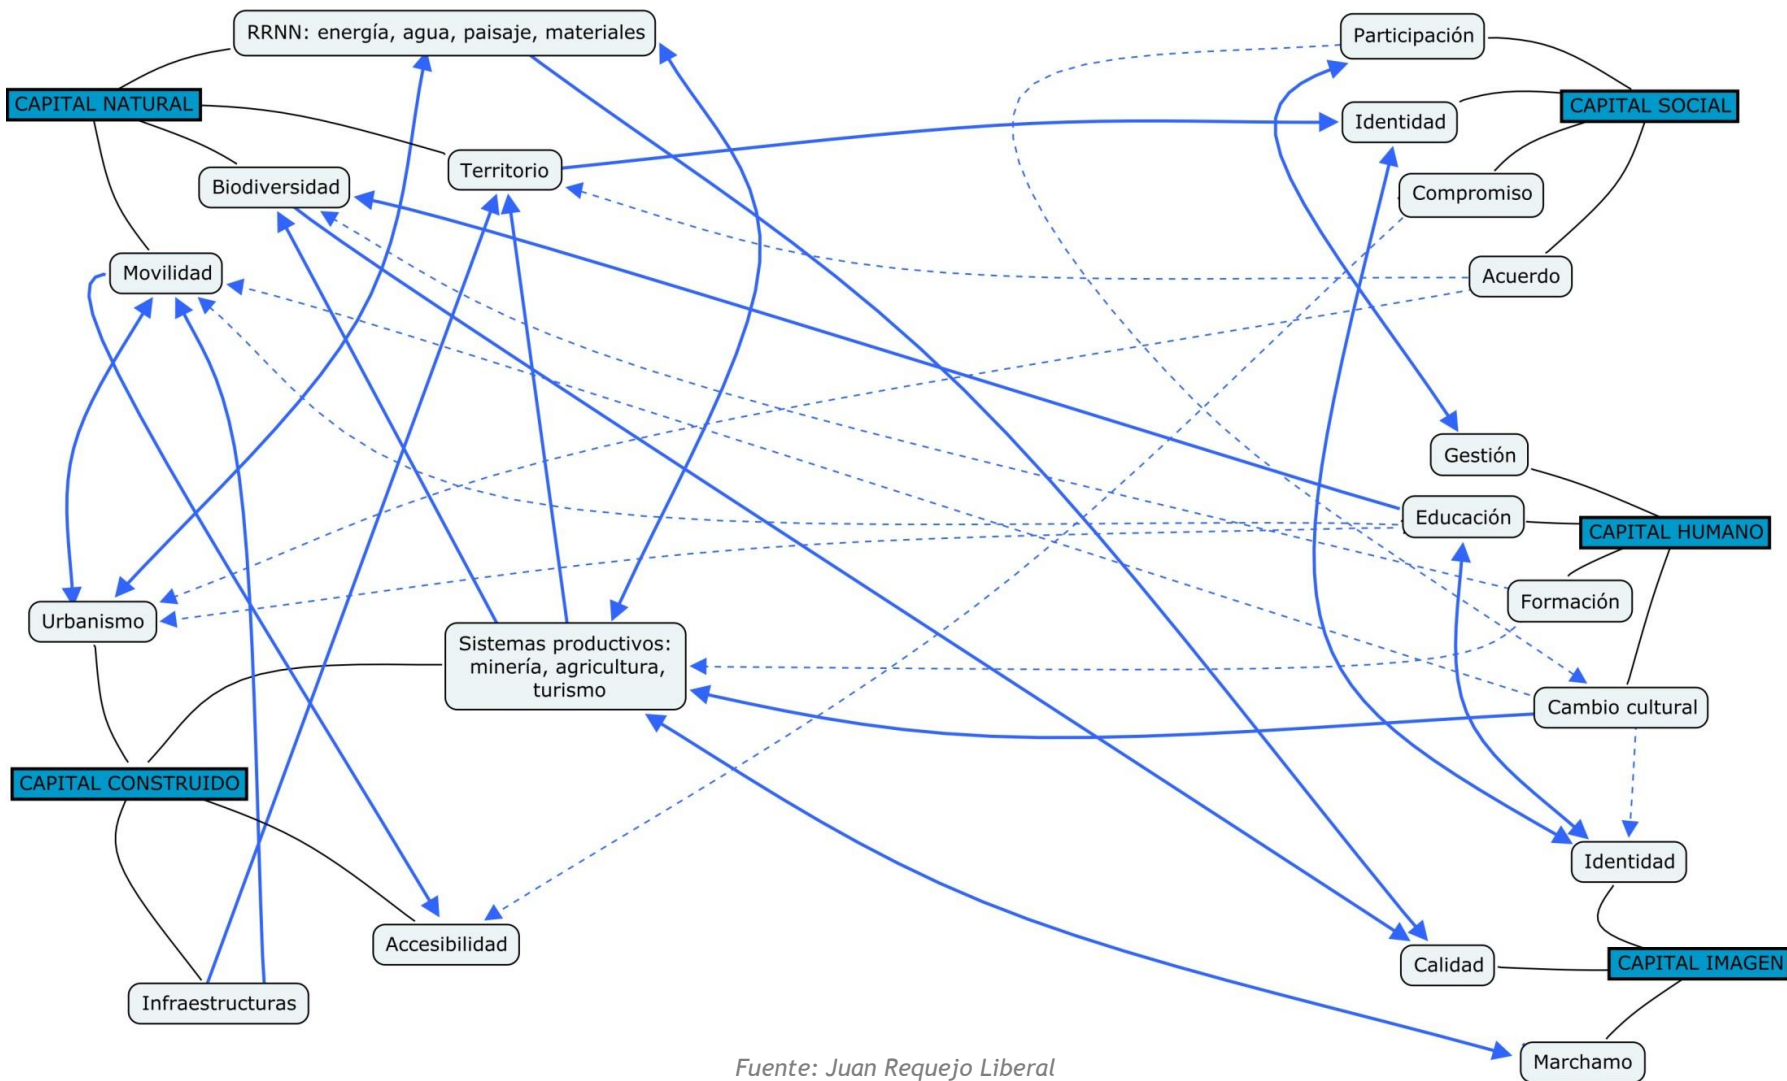 RRNN: energía, agua, paisaje, materiales
Participación
CAPITAL NATURAL
CAPITAL SOCIAL
Identidad
Territorio
Biodiversidad
Compromiso
Movilidad
Acuerdo
Gestión
Educación
CAPITAL HUMANO
Formación
Urbanismo
Sistemas productivos:
minería, agricultura,
turismo
Cambio cultural
CAPITAL CONSTRUIDO
Identidad
Accesibilidad
Calidad
CAPITAL IMAGEN
Infraestructuras
Marchamo
Fuente: Juan Requejo Liberal